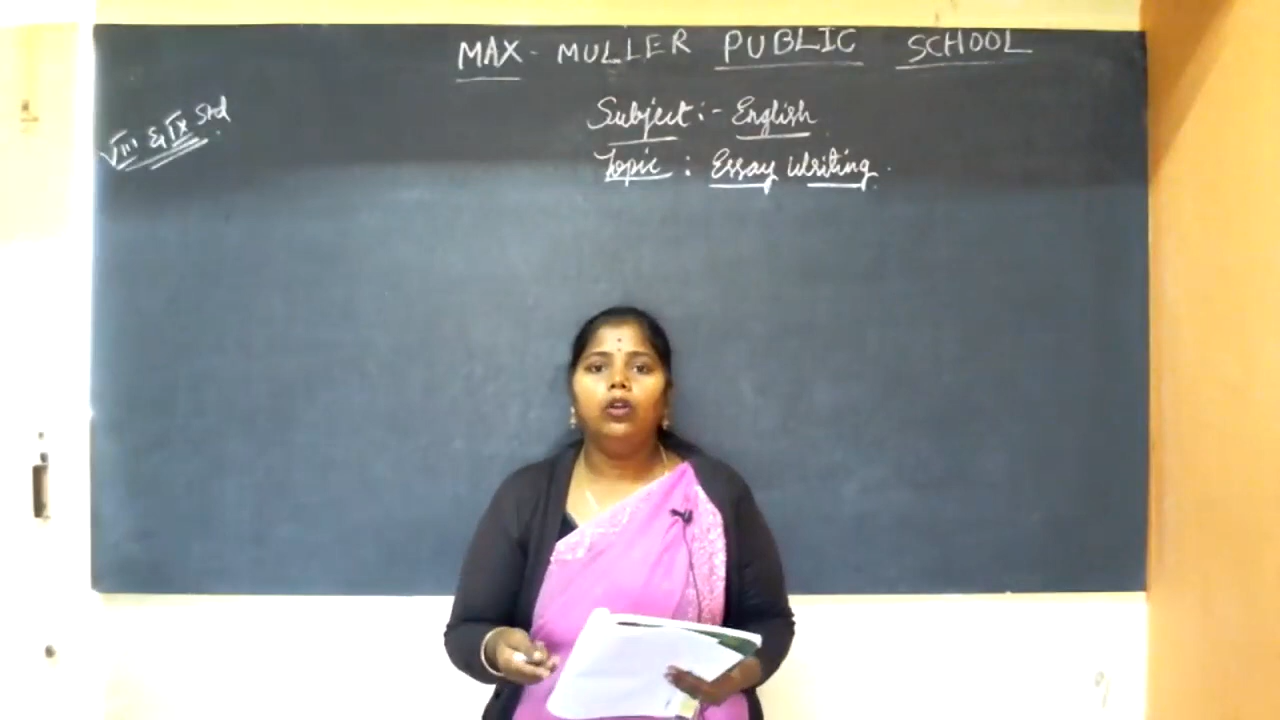 MAX - MULLER PUBLIC SCHOOL
VIII & IX Std
Subject :- English
Topic : Essay Writing.